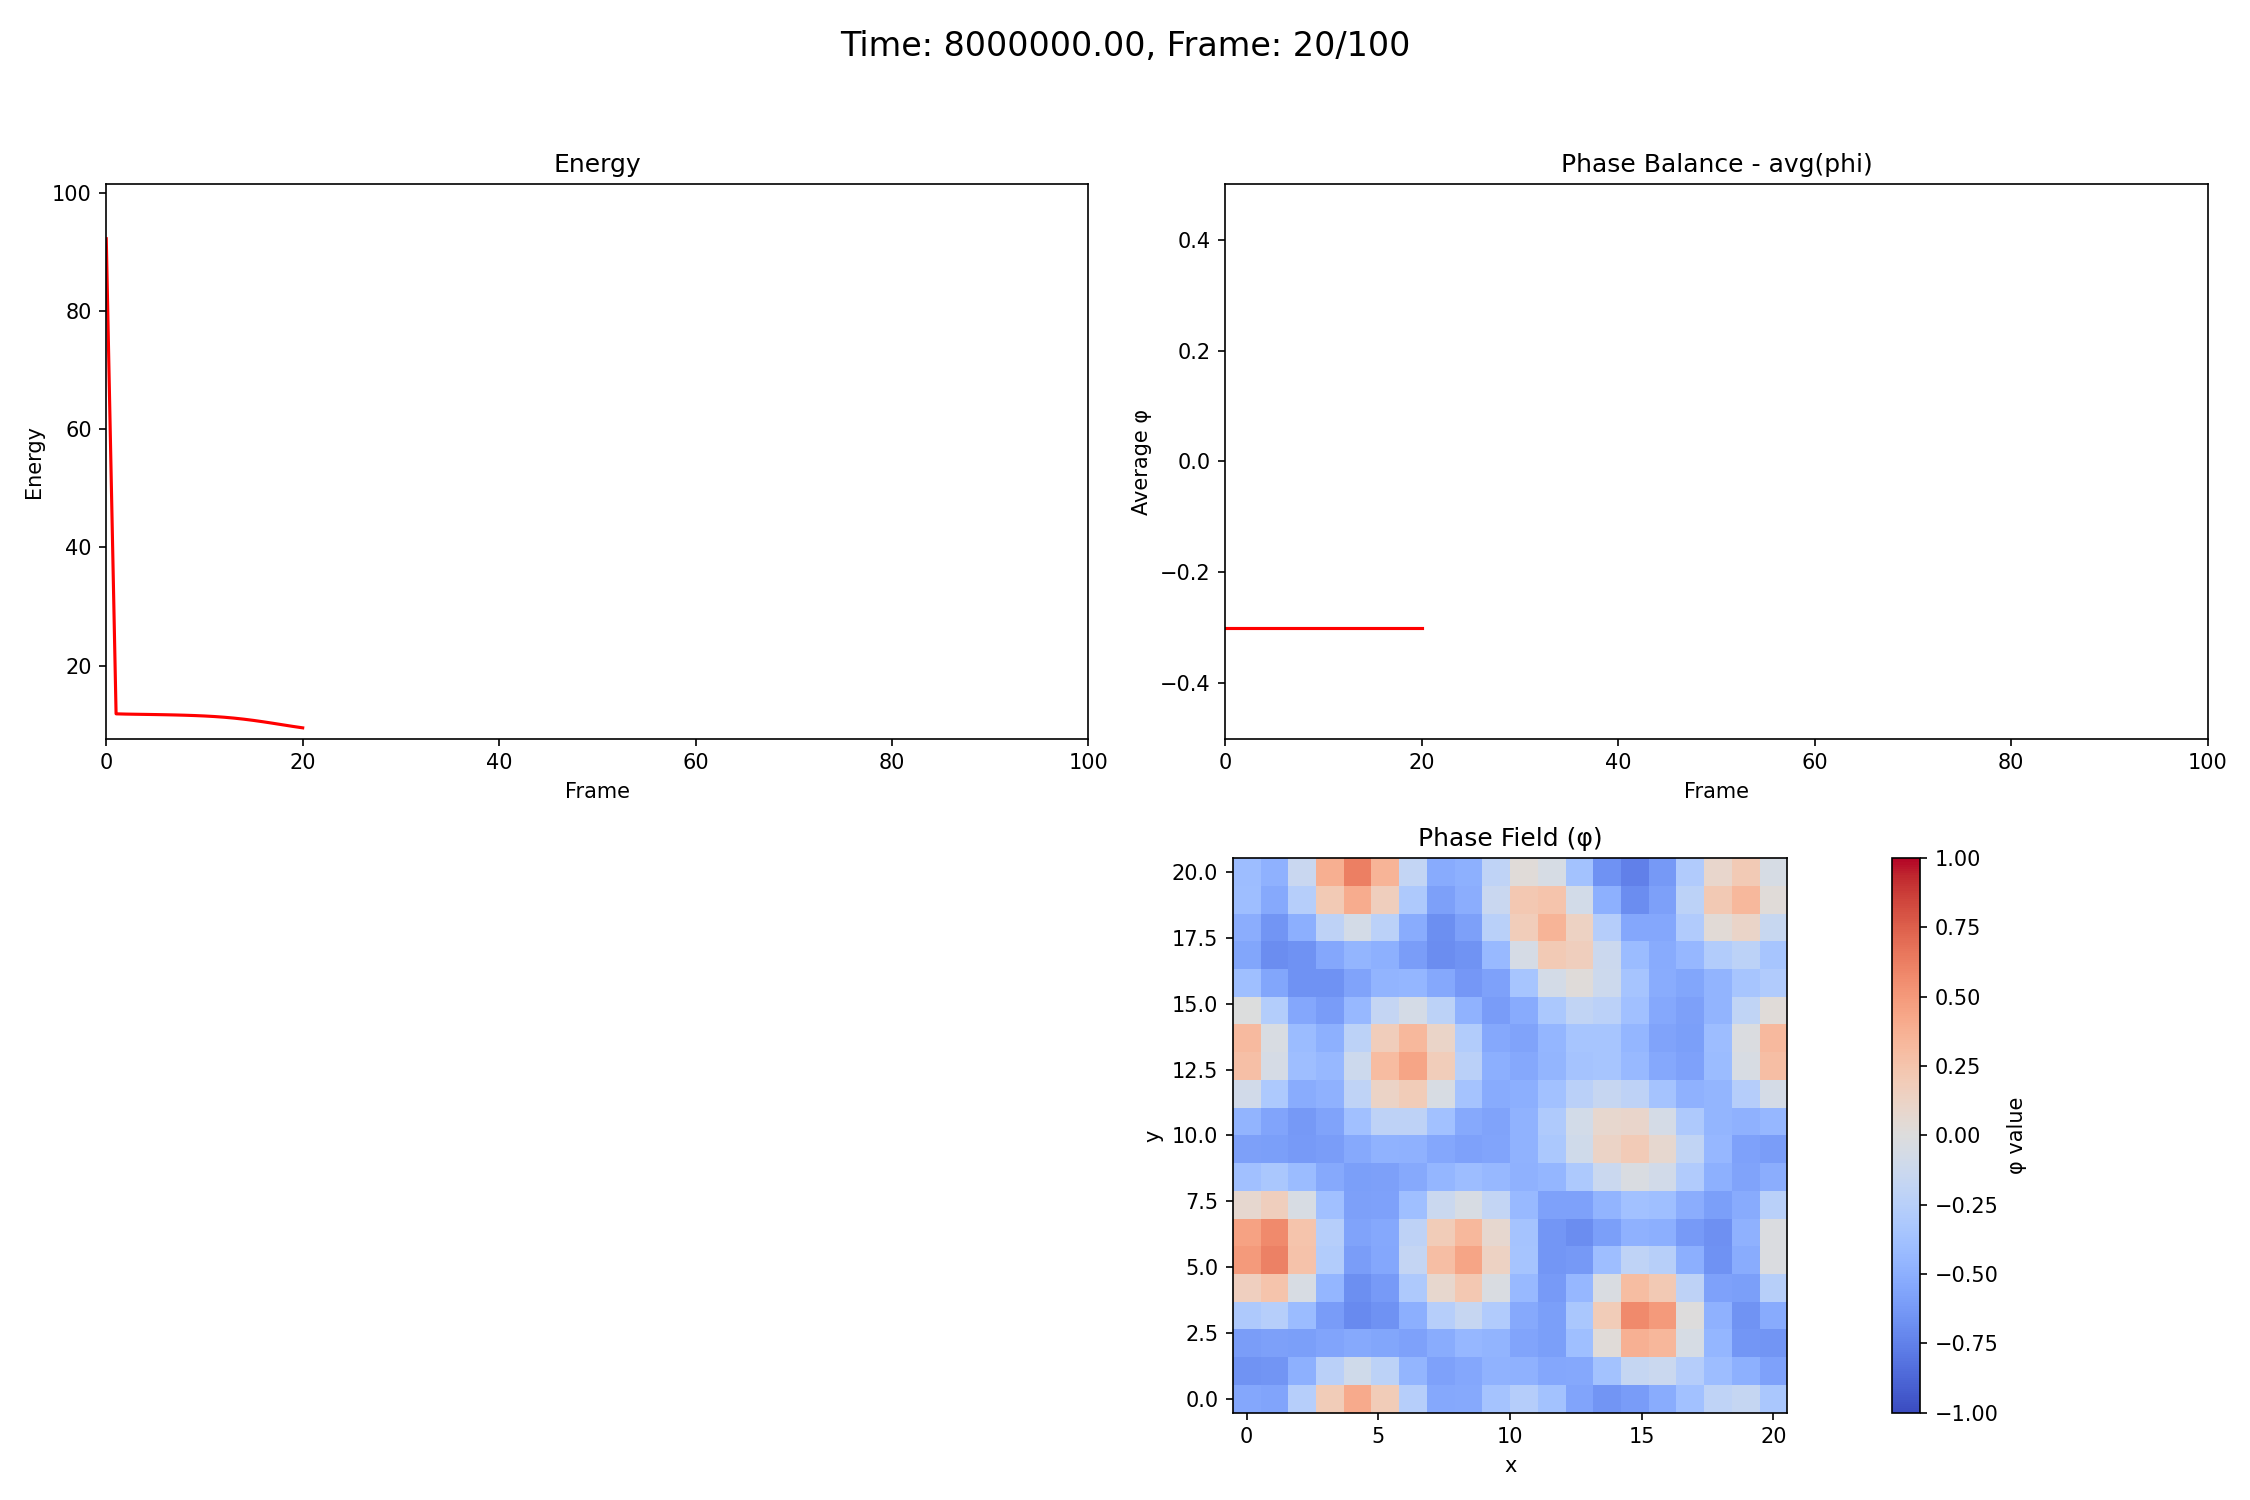 Time: 8000000.00, Frame: 20/100
Energy
100
80
60
40
20
Energy
0 20 40 60 80 100
Frame
Phase Balance - avg(phi)
0.4
0.2
0.0
−0.2
−0.4
Average φ
0 20 40 60 80 100
Frame
Phase Field (φ)
20.0
17.5
15.0
12.5
10.0
7.5
5.0
2.5
0.0
y
0 5 10 15 20
x
1.00
0.75
0.50
0.25
0.00
−0.25
−0.50
−0.75
−1.00
φ value